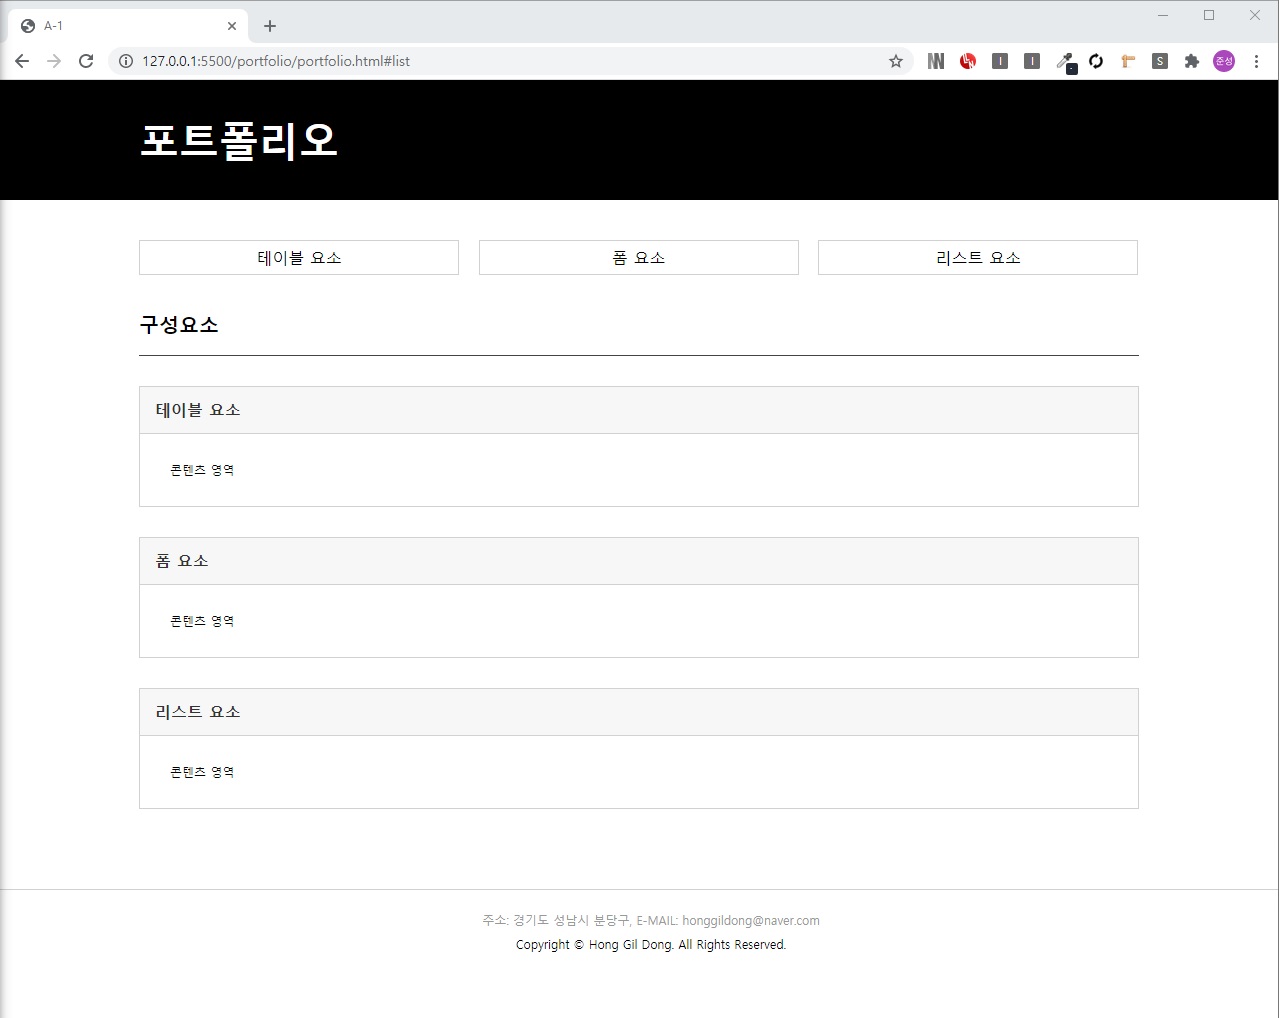 A-1
127.0.0.1:5500/portfolio/portfolio.html#list
준성
포트폴리오
테이블 요소 폼 요소 리스트 요소
구성요소
테이블 요소
콘텐츠 영역
폼 요소
콘텐츠 영역
리스트 요소
콘텐츠 영역
주소: 경기도 성남시 분당구, E-MAIL: honggildong@naver.com
Copyright © Hong Gil Dong. All Rights Reserved.